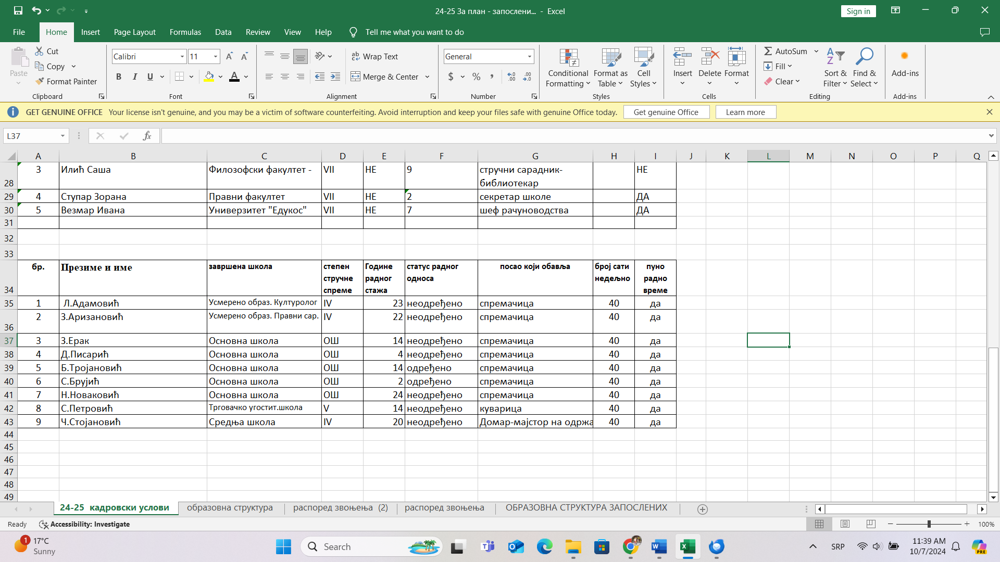 24-25 За план - запослени... - Excel
Sign in
File Home Insert Page Layout Formulas Data Review View Help Tell me what you want to do
Paste
Cut
Copy
Format Painter
Clipboard
Calibri 11
B I U
Font
Wrap Text
Merge & Center
Alignment
General
$ % ,
Number
Conditional Formatting
Format as Table
Cell Styles
Styles
Insert Delete Format
Cells
AutoSum
Fill
Clear
Sort & Filter
Find & Select
Editing
Add-ins
Add-ins
GET GENUINE OFFICE Your license isn't genuine, and you may be a victim of software counterfeiting. Avoid interruption and keep your files safe with genuine Office today. Get genuine Office Learn more
L37 fx
A B C D E F G H I J K L M N O P Q
28 3 Илић Саша Филозофски факултет - VII НЕ 9 стручни сарадник-библиотекар НЕ
29 4 Ступар Зорана Правни факултет VII НЕ 2 секретар школе ДА
30 5 Везмар Ивана Универзитет "Едукос" VII НЕ 7 шеф рачуноводства ДА
31
32
33
34 бр. Презиме и име завршена школа степен стручне спреме Године радног стажа статус радног односа посао који обавља број сати недељно пуно радно време
35 1 Л.Адамовић Усмерено образ. Културолог IV 23 неодређено спремачица 40 да
36 2 З.Аризановић Усмерено образ. Правни сар. IV 22 неодређено спремачица 40 да
37 3 З.Ерак Основна школа ОШ 14 неодређено спремачица 40 да
38 4 Д.Писарић Основна школа ОШ 4 неодређено спремачица 40 да
39 5 Б.Тројановић Основна школа ОШ 14 одређено спремачица 40 да
40 6 С.Брујић Основна школа ОШ 2 одређено спремачица 40 да
41 7 Н.Новаковић Основна школа ОШ 24 неодређено спремачица 40 да
42 8 С.Петровић Трговачко угостит.школа V 14 неодређено куварица 40 да
43 9 Ч.Стојановић Средња школа IV 20 неодређено Домар-мајстор на одржа 40 да
44
45
46
47
48
49
24-25 кадровски услови образовна структура распоред звоњења (2) распоред звоњења ОБРАЗОВНА СТРУКТУРА ЗАПОСЛЕНИХ
Ready Accessibility: Investigate 100%
1 17°C
Sunny
Search
SRP
11:39 AM
10/7/2024
PRE